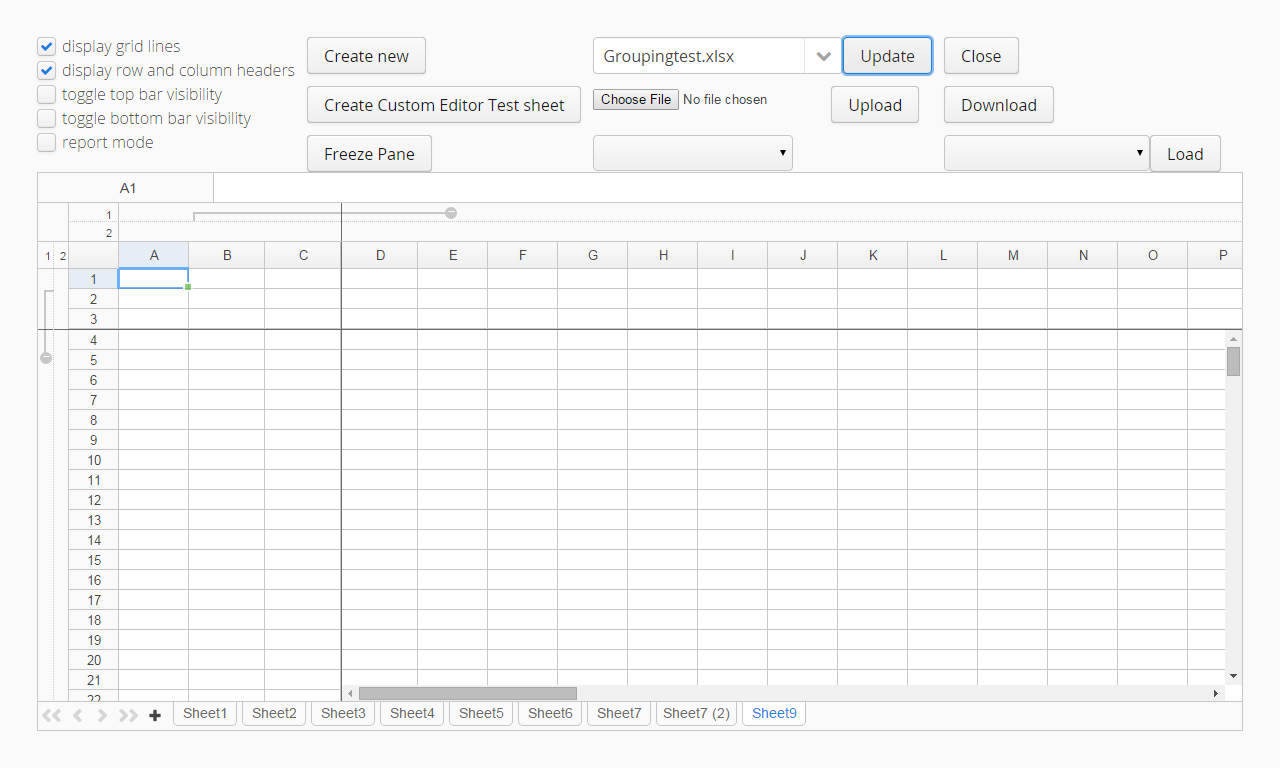 display grid lines
display row and column headers
toggle top bar visibility
toggle bottom bar visibility
report mode
Create new
Groupingtest.xlsx
Update
Close
Create Custom Editor Test sheet
Choose File No file chosen
Upload
Download
Freeze Pane
Load
A1
1
2
1 2
A B C D E F G H I J K L M N O P
1
2
3
4
5
6
7
8
9
10
11
12
13
14
15
16
17
18
19
20
21
22
Sheet1 Sheet2 Sheet3 Sheet4 Sheet5 Sheet6 Sheet7 Sheet7 (2) Sheet9